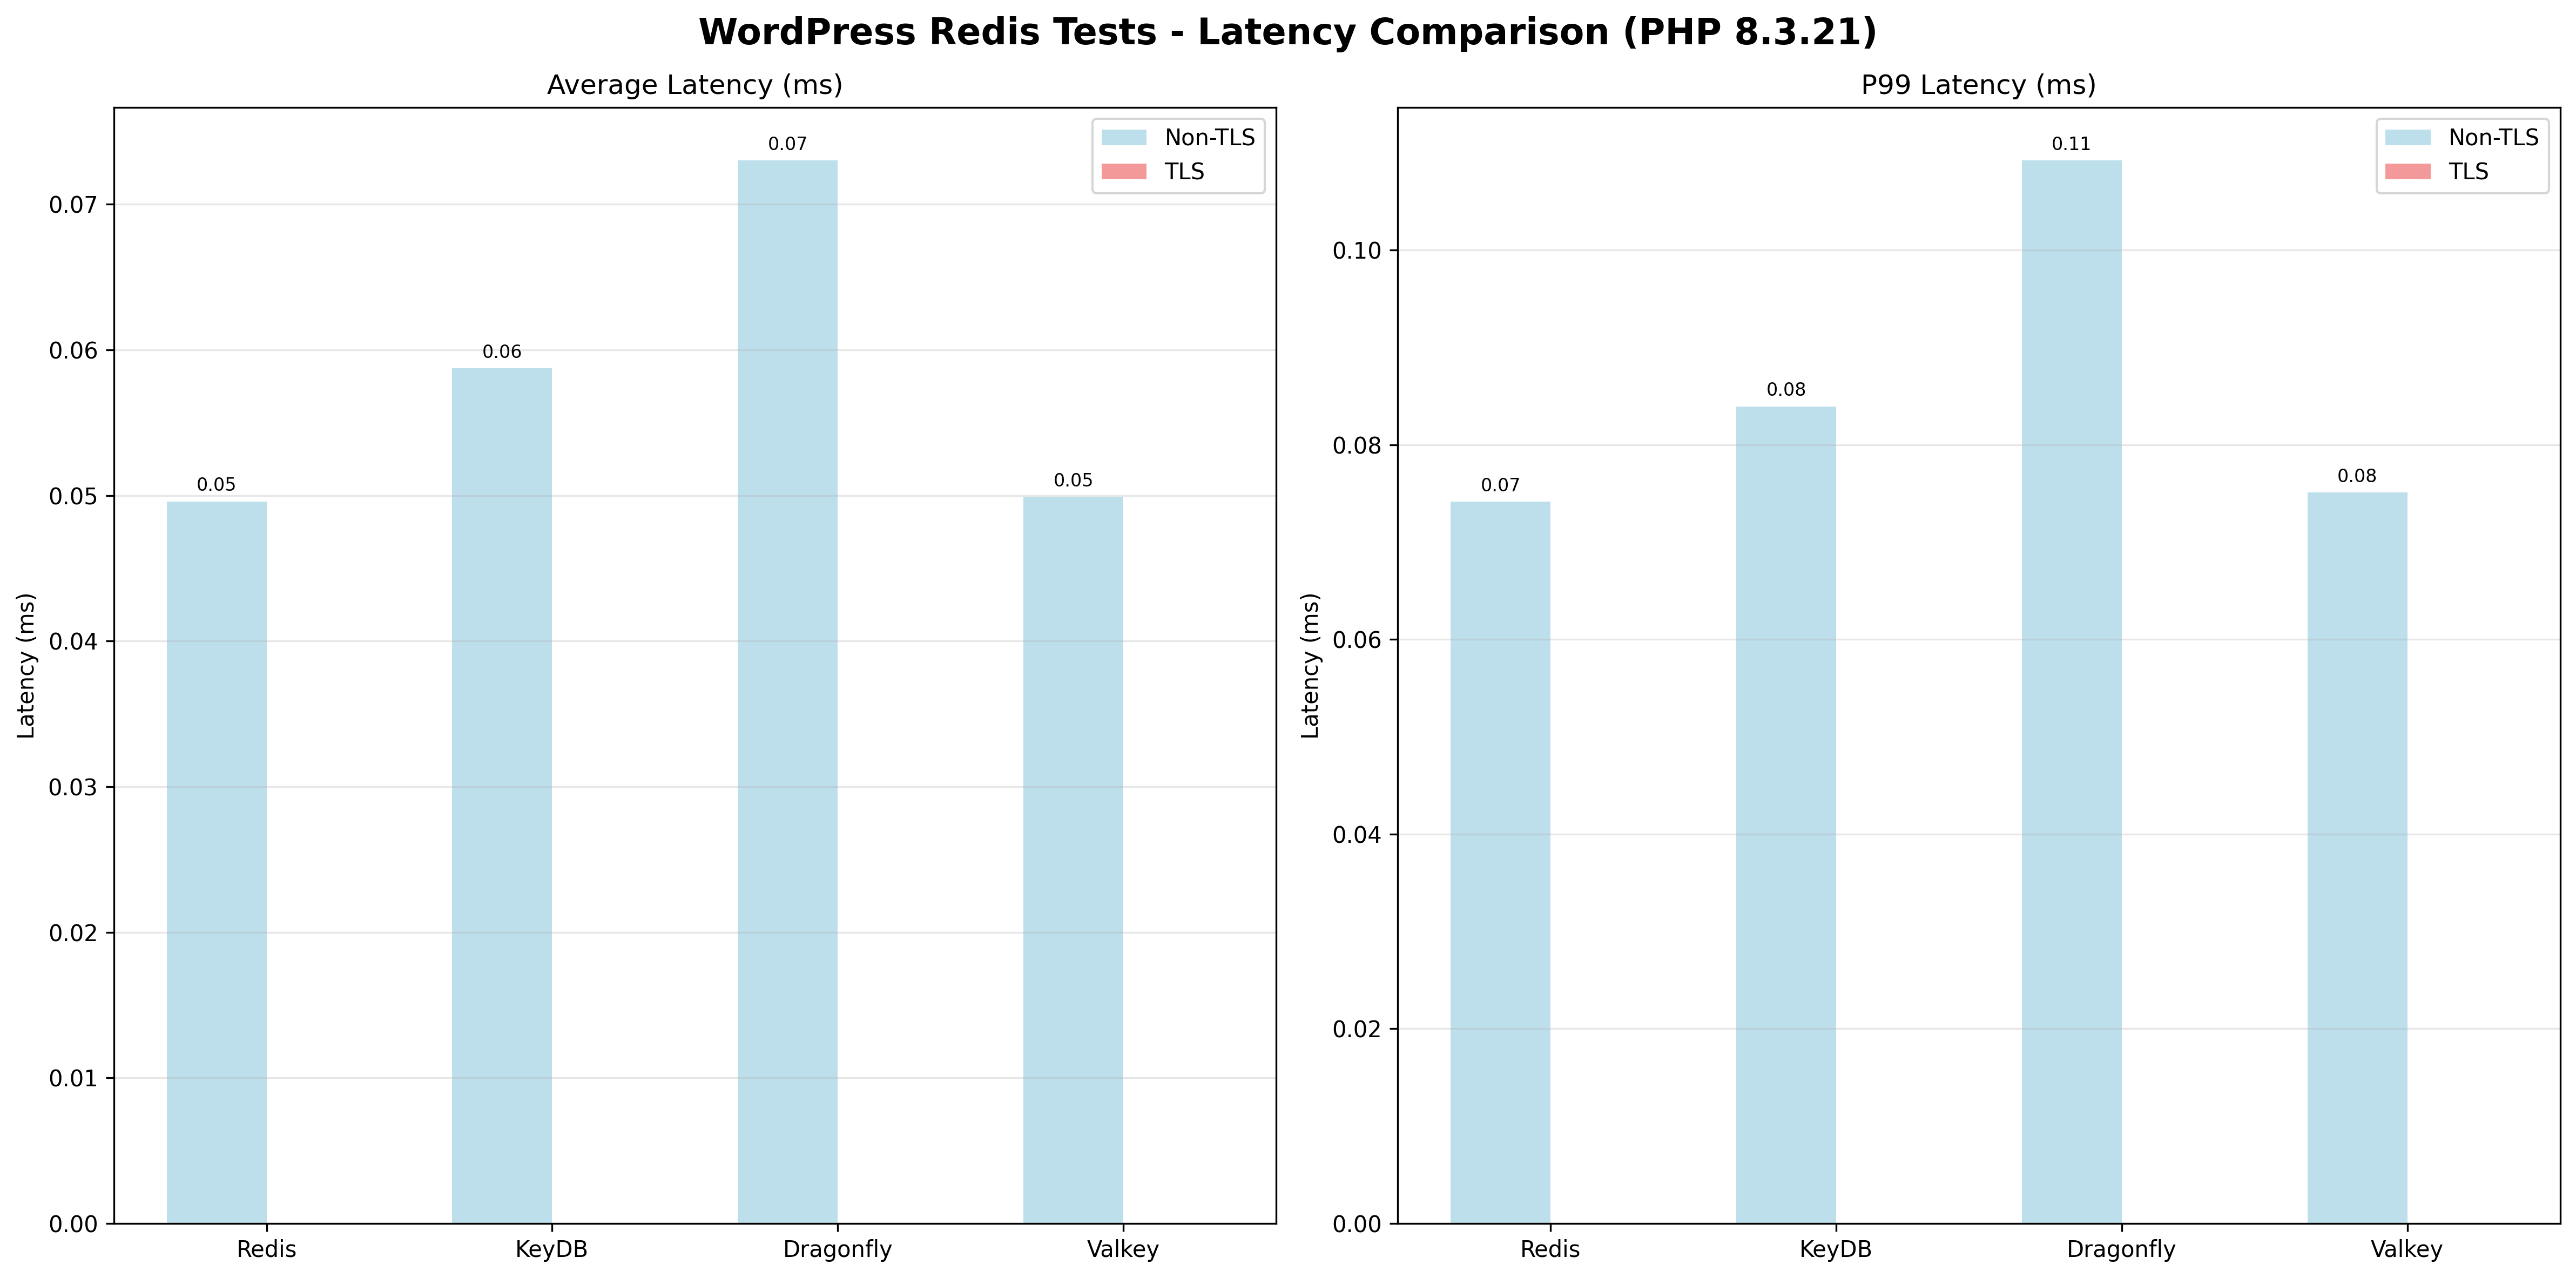 WordPress Redis Tests - Latency Comparison (PHP 8.3.21)
Average Latency (ms)
Non-TLS
TLS
Latency (ms)
0.07
0.06
0.05
0.04
0.03
0.02
0.01
0.00
0.05
0.06
0.07
0.05
Redis
KeyDB
Dragonfly
Valkey
P99 Latency (ms)
Non-TLS
TLS
Latency (ms)
0.10
0.08
0.06
0.04
0.02
0.00
0.07
0.08
0.11
0.08
Redis
KeyDB
Dragonfly
Valkey